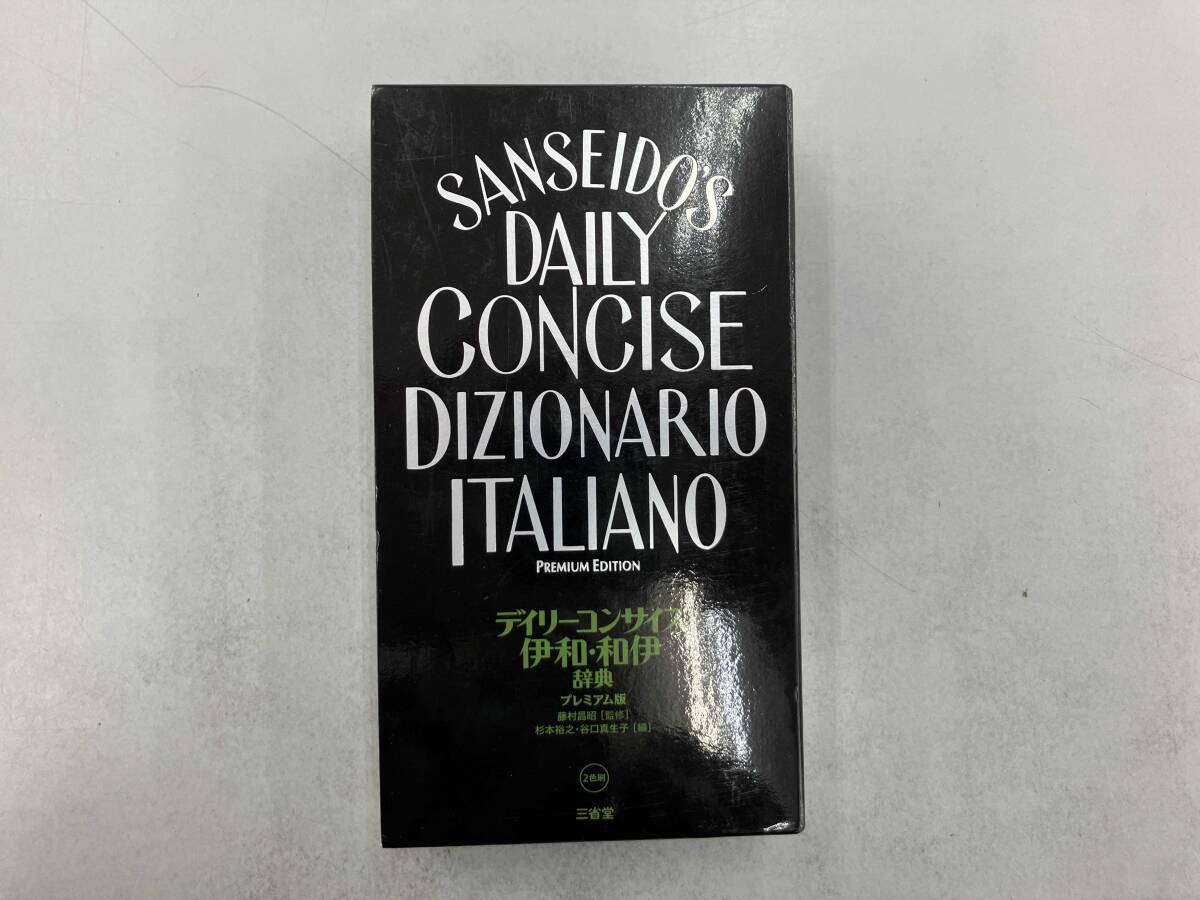 SANSEIDO'S
DAILY
CONCISE
DIZIONARIO
ITALIANO
PREMIUM EDITION
デイリーコンサイス
伊和・和伊
辞典
プレミアム版
藤村昌昭［監修］
杉本裕之・谷口真生子［編］
2色刷
三省堂